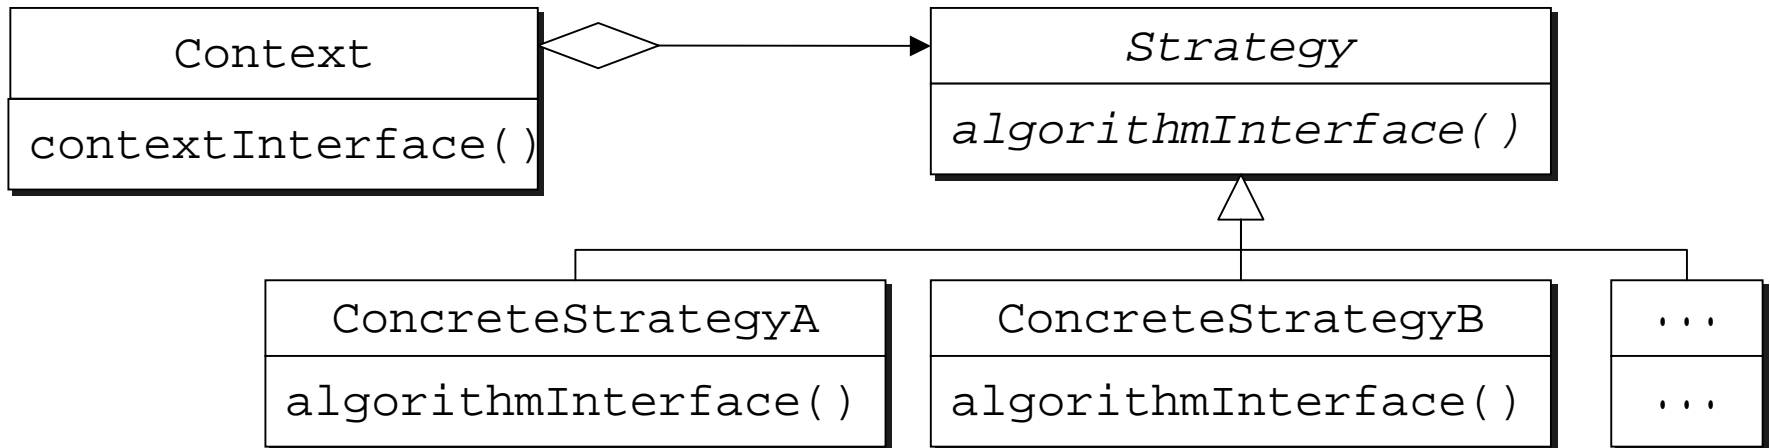 Context
contextInterface()
Strategy
algorithmInterface()
ConcreteStrategyA
algorithmInterface()
ConcreteStrategyB
algorithmInterface()
...
...